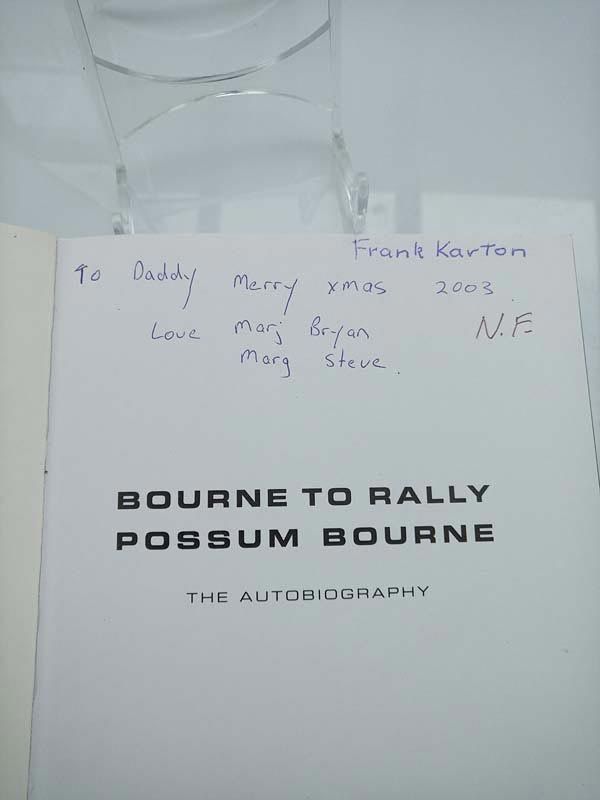 Frank Karton
To Daddy Merry xmas 2003.
Love Marj Bryan N.F.
Marg Steve.
BOURNE TO RALLY
POSSUM BOURNE
THE AUTOBIOGRAPHY